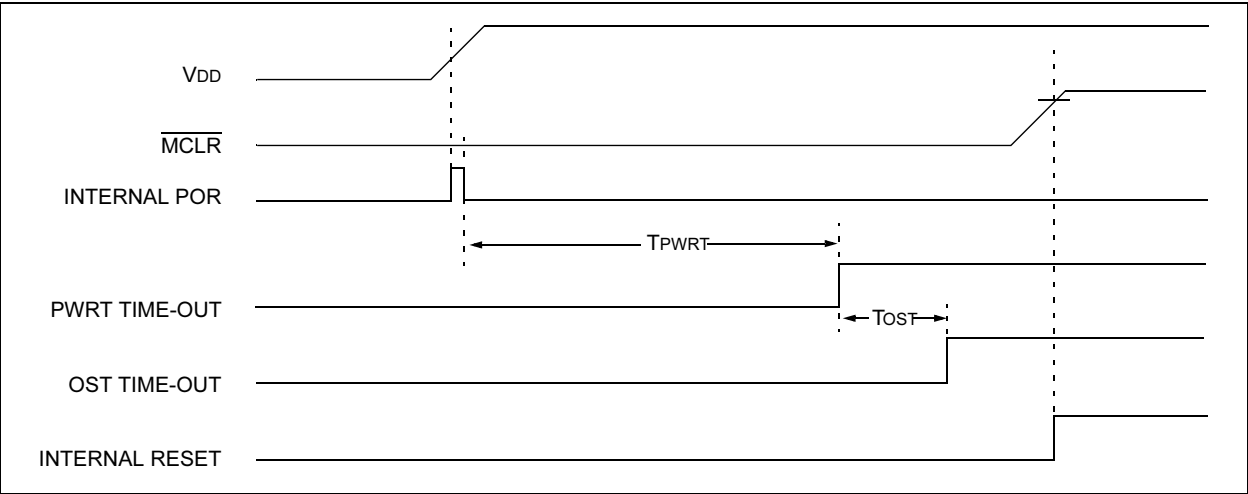 VDD
MCLR
INTERNAL POR
TPWRT
PWRT TIME-OUT
TOST
OST TIME-OUT
INTERNAL RESET